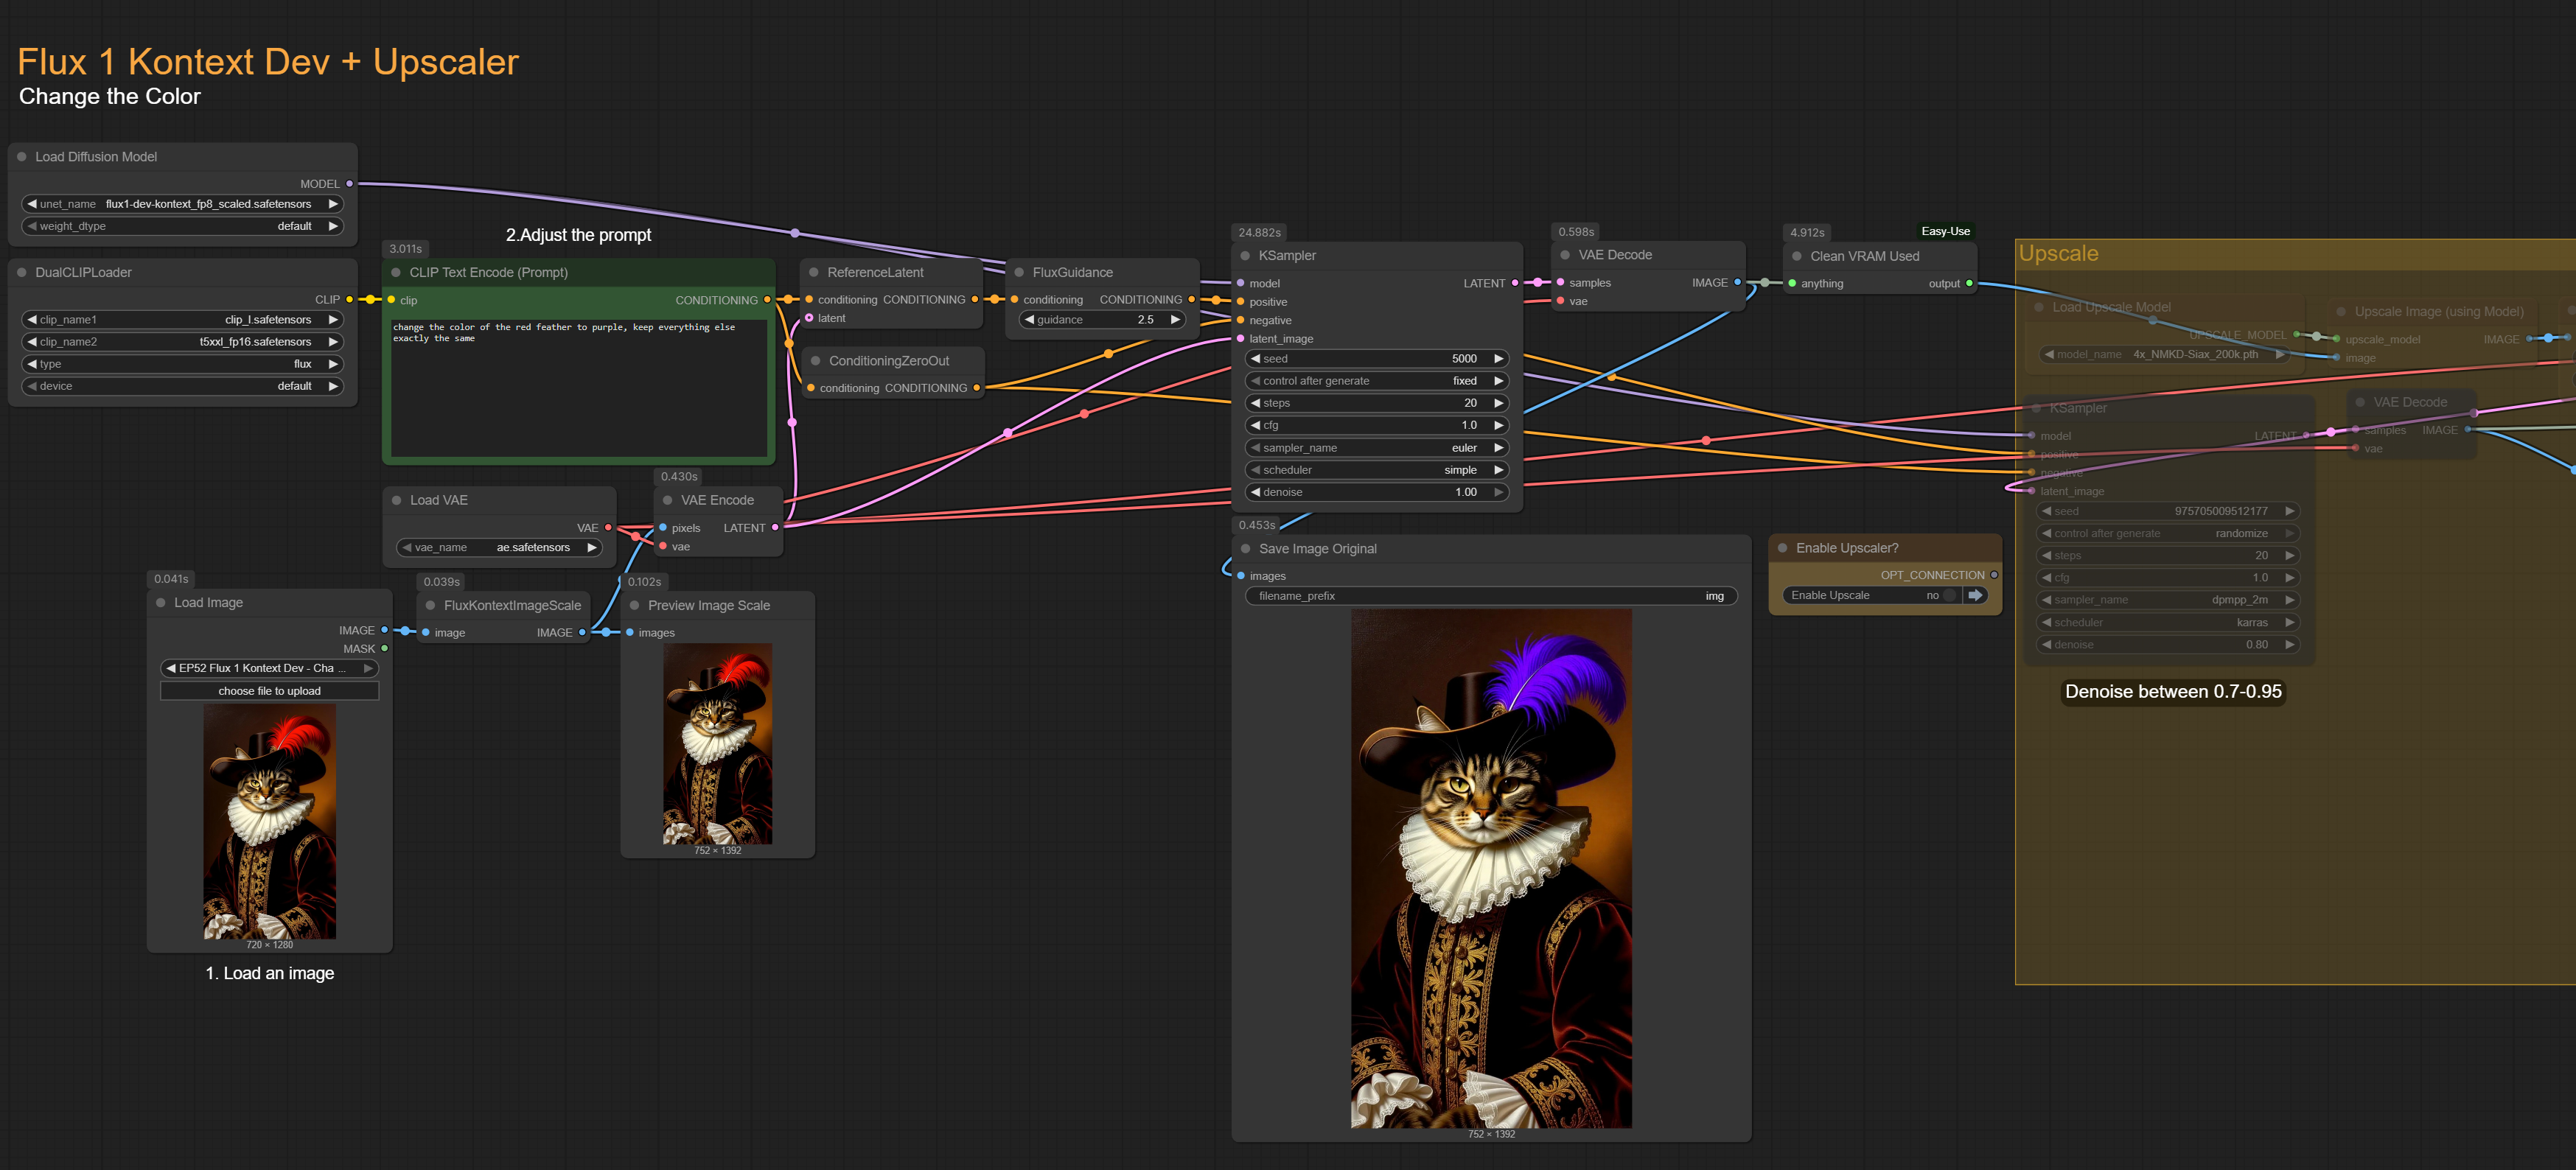 Flux 1 Kontext Dev + Upscaler
Change the Color
Load Diffusion Model
MODEL
unet_name flux1-dev-kontext_fp8_scaled.safetensors
weight_dtype default
DualCLIPLoader
CLIP
clip_name1 clip_l.safetensors
clip_name2 t5xxl_fp16.safetensors
type flux
device default
2.Adjust the prompt
3.011s
CLIP Text Encode (Prompt)
clip CONDITIONING
change the color of the red feather to purple, keep everything else
exactly the same
ReferenceLatent
conditioning CONDITIONING
latent
FluxGuidance
conditioning CONDITIONING
guidance 2.5
ConditioningZeroOut
conditioning CONDITIONING
Load VAE
VAE
vae_name ae.safetensors
0.430s
VAE Encode
pixels LATENT
vae
0.041s
Load Image
IMAGE
MASK
EP52 Flux 1 Kontext Dev - Cha ...
choose file to upload
720 × 1280
1. Load an image
0.039s
FluxKontextImageScale
image IMAGE
0.102s
Preview Image Scale
images
752 × 1392
24.882s
KSampler
model LATENT
positive
negative
latent_image
seed 5000
control after generate fixed
steps 20
cfg 1.0
sampler_name euler
scheduler simple
denoise 1.00
0.598s
VAE Decode
samples IMAGE
vae
4.912s
Easy-Use
Clean VRAM Used
anything output
0.453s
Save Image Original
images
filename_prefix img
752 × 1392
Enable Upscaler?
OPT_CONNECTION
Enable Upscale no
Upscale
Load Upscale Model
UPSCALE_MODEL
model_name 4x_NMKD-Siax_200k.pth
Upscale Image (using Model)
upscale_model IMAGE
image
KSampler
model LATENT
positive
negative
latent_image
seed 975705009512177
control after generate randomize
steps 20
cfg 1.0
sampler_name dpmpp_2m
scheduler karras
denoise 0.80
VAE Decode
samples IMAGE
vae
Denoise between 0.7-0.95